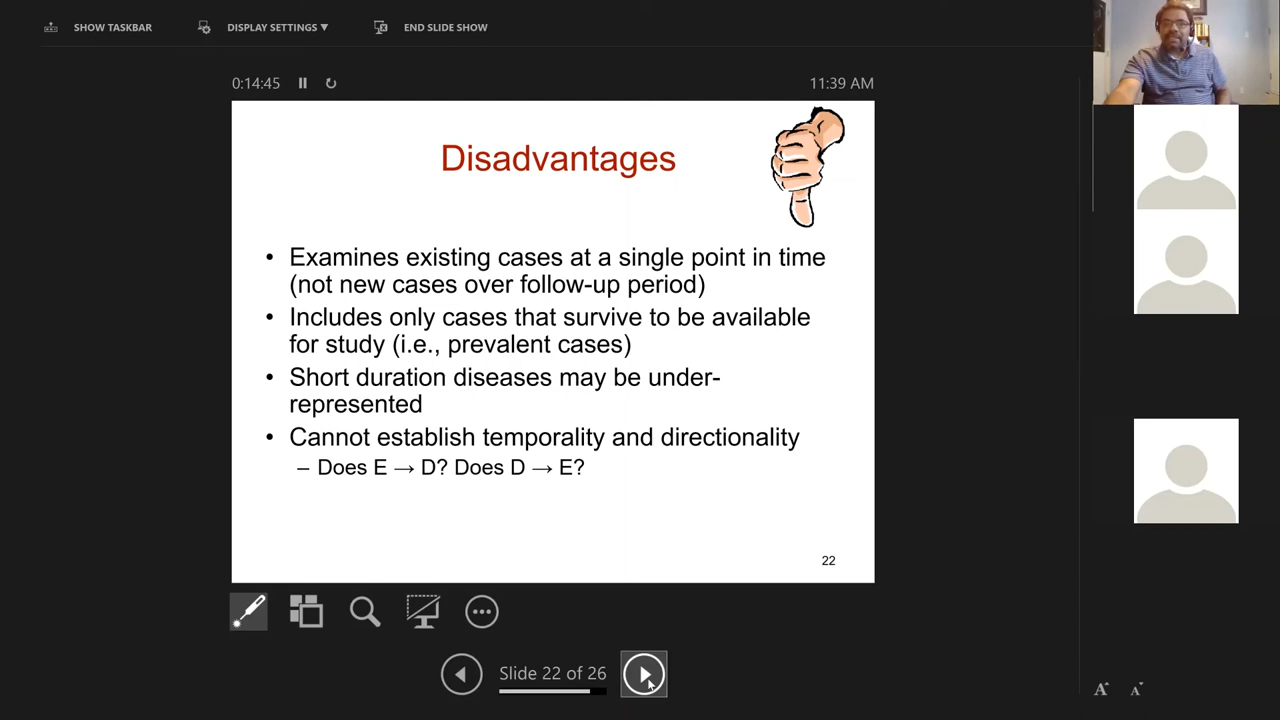 SHOW TASKBAR
DISPLAY SETTINGS ▼
END SLIDE SHOW
0:14:45
11:39 AM
Disadvantages
• Examines existing cases at a single point in time
(not new cases over follow-up period)
• Includes only cases that survive to be available
for study (i.e., prevalent cases)
• Short duration diseases may be under-
represented
• Cannot establish temporality and directionality
– Does E → D? Does D → E?
22
Slide 22 of 26
A
A